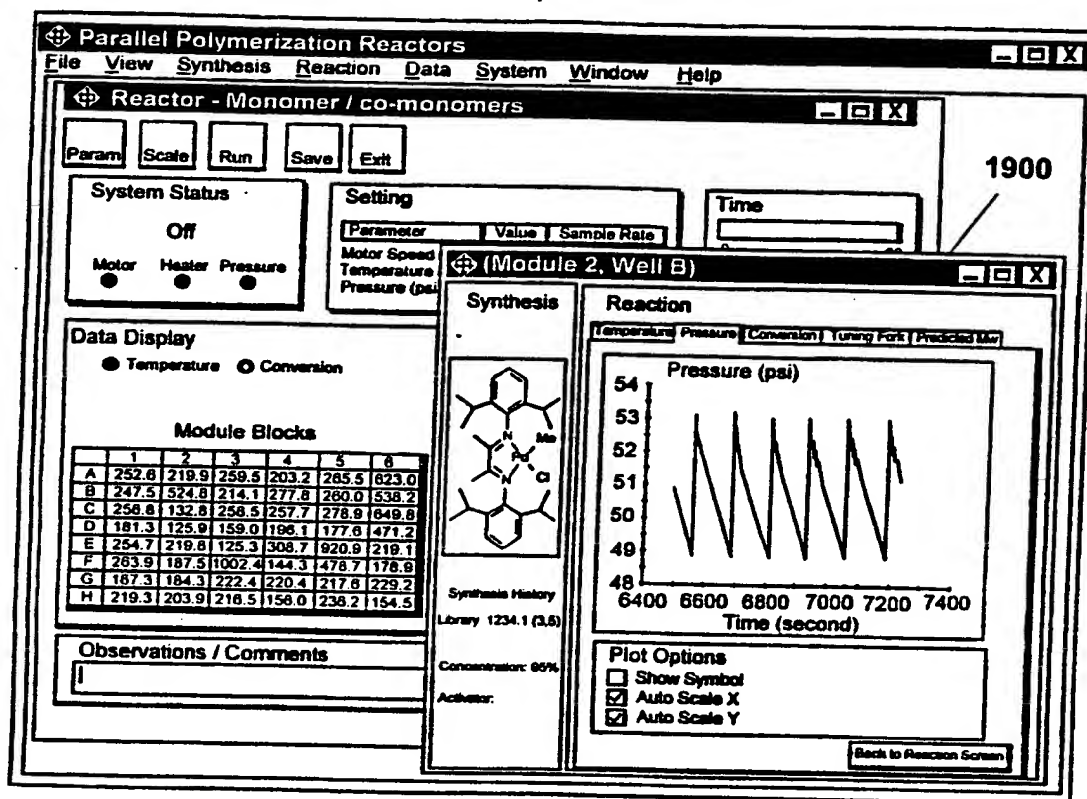 Parallel Polymerization Reactors
File View Synthesis Reaction Data System Window Help
Reactor - Monomer / co-monomers
Param Scale Run Save Exit
1900
System Status
Off
Motor Heater Pressure
Setting
Parameter Value Sample Rate
Motor Speed
Temperature
Pressure (psi
Time
Data Display
Temperature Conversion
Module Blocks
1 2 3 4 5 6
A 252.6 219.9 259.5 203.2 285.5 623.0
B 247.5 524.8 214.1 277.8 260.0 538.2
C 256.8 132.8 258.5 257.7 278.9 649.8
D 181.3 125.9 159.0 196.1 177.6 471.2
E 254.7 219.8 125.3 308.7 920.9 219.1
F 263.9 187.5 1002.4 144.3 478.7 178.9
G 167.3 184.3 222.4 220.4 217.6 229.2
H 219.3 203.9 216.5 156.0 236.2 154.5
Observations / Comments
(Module 2, Well B)
Synthesis
N Me
Pd
N Cl
Synthesis History
Library 1234.1 (3,5)
Concentration: 95%
Activator:
Reaction
Temperature Pressure Conversion Tuning Fork Predicted Mw
Pressure (psi)
54
53
52
51
50
49
48
6400 6600 6800 7000 7200 7400
Time (second)
Plot Options
Show Symbol
Auto Scale X
Auto Scale Y
Back to Reaction Screen